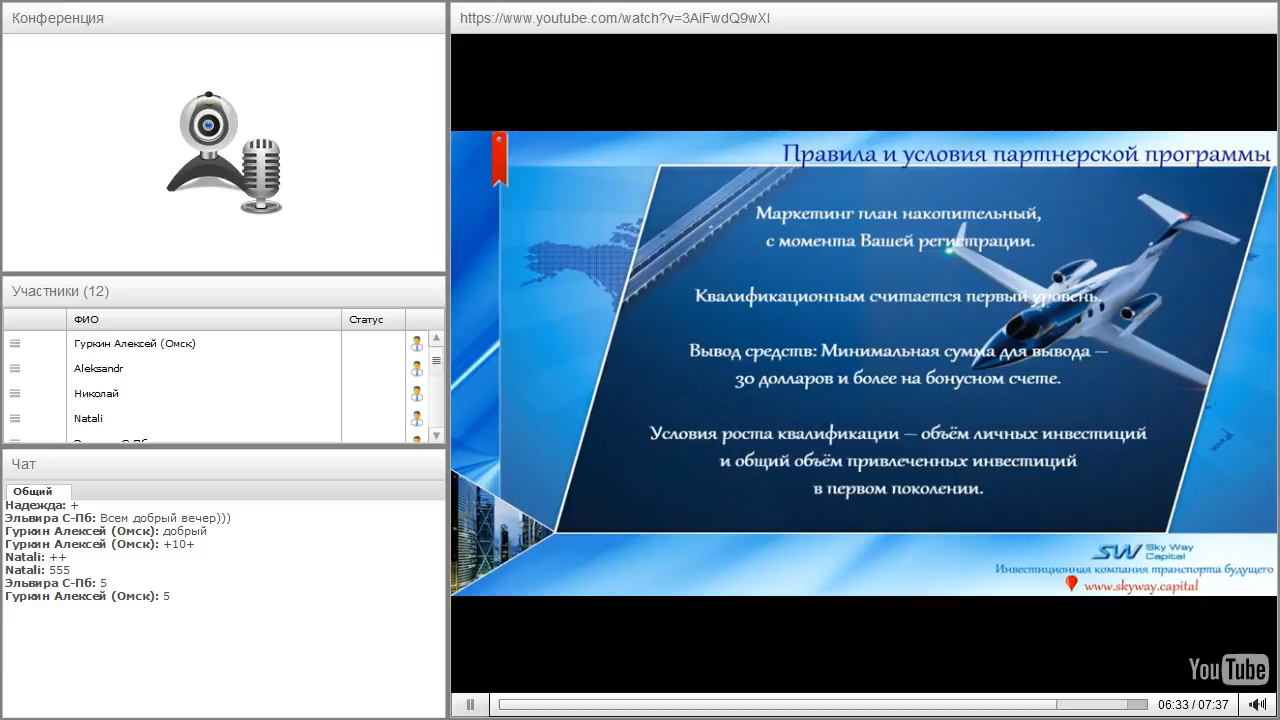 Конференция
Участники (12)
ФИО
Статус
Гуркин Алексей (Омск)
Aleksandr
Николай
Natali
Чат
Общий
Надежда: +
Эльвира С-Пб: Всем добрый вечер)))
Гуркин Алексей (Омск): добрый
Гуркин Алексей (Омск): +10+
Natali: ++
Natali: 555
Эльвира С-Пб: 5
Гуркин Алексей (Омск): 5
https://www.youtube.com/watch?v=3AiFwdQ9wXI
Правила и условия партнерской программы
Маркетинг план накопительный,
с момента Вашей регистрации.
Квалификационным считается первый уровень.
Вывод средств: Минимальная сумма для вывода –
30 долларов и более на бонусном счете.
Условия роста квалификации – объём личных инвестиций
и общий объём привлеченных инвестиций
в первом поколении.
SW Sky Way
Capital
Инвестиционная компания транспорта будущего
www.skyway.capital
YouTube
06:33 / 07:37